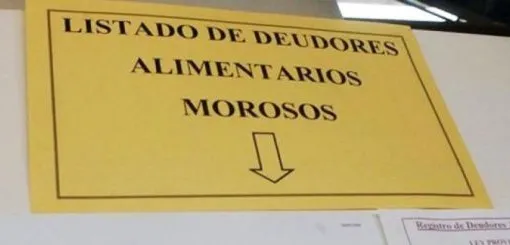 LISTADO DE DEUDORES
ALIMENTARIOS
MOROSOS
Registro de Deudores